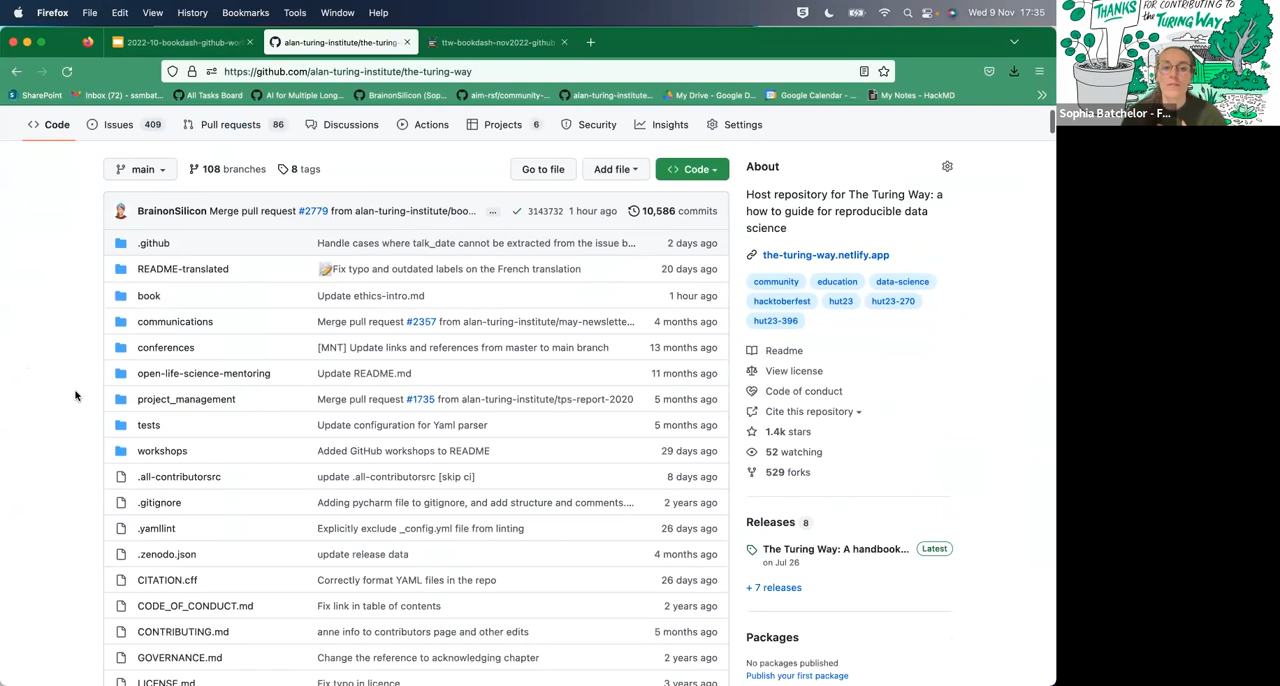 Firefox File Edit View History Bookmarks Tools Window Help Wed 9 Nov 17:35
2022-10-bookdash-github-wor alan-turing-institute/the-turing- ttw-bookdash-nov2022-github
https://github.com/alan-turing-institute/the-turing-way
SharePoint Inbox (72) - ssmbat... All Tasks Board AI for Multiple Long... BrainonSilicon (Sop... aim-rsf/community-... alan-turing-institute... My Drive - Google D... Google Calendar - ... My Notes - HackMD
Code Issues 409 Pull requests 86 Discussions Actions Projects 6 Security Insights Settings
main 108 branches 8 tags Go to file Add file Code
BrainonSilicon Merge pull request #2779 from alan-turing-institute/boo... ... 3143732 1 hour ago 10,586 commits
.github Handle cases where talk_date cannot be extracted from the issue b... 2 days ago
README-translated Fix typo and outdated labels on the French translation 20 days ago
book Update ethics-intro.md 1 hour ago
communications Merge pull request #2357 from alan-turing-institute/may-newslette... 4 months ago
conferences [MNT] Update links and references from master to main branch 13 months ago
open-life-science-mentoring Update README.md 11 months ago
project_management Merge pull request #1735 from alan-turing-institute/tps-report-2020 5 months ago
tests Update configuration for Yaml parser 5 months ago
workshops Added GitHub workshops to README 29 days ago
.all-contributorsrc update .all-contributorsrc [skip ci] 8 days ago
.gitignore Adding pycharm file to gitignore, and add structure and comments.... 2 years ago
.yamllint Explicitly exclude _config.yml file from linting 26 days ago
.zenodo.json update release data 4 months ago
CITATION.cff Correctly format YAML files in the repo 26 days ago
CODE_OF_CONDUCT.md Fix link in table of contents 2 years ago
CONTRIBUTING.md anne info to contributors page and other edits 5 months ago
GOVERNANCE.md Change the reference to acknowledging chapter 2 years ago
LICENSE.md Fix typo in licence 3 years ago
About
Host repository for The Turing Way: a
how to guide for reproducible data
science
the-turing-way.netlify.app
community education data-science
hacktoberfest hut23 hut23-270
hut23-396
Readme
View license
Code of conduct
Cite this repository
1.4k stars
52 watching
529 forks
Releases 8
The Turing Way: A handbook... Latest
on Jul 26
+ 7 releases
Packages
No packages published
Publish your first package
THANKS FOR CONTRIBUTING
to the TURING WAY
Sophia Batchelor - F...